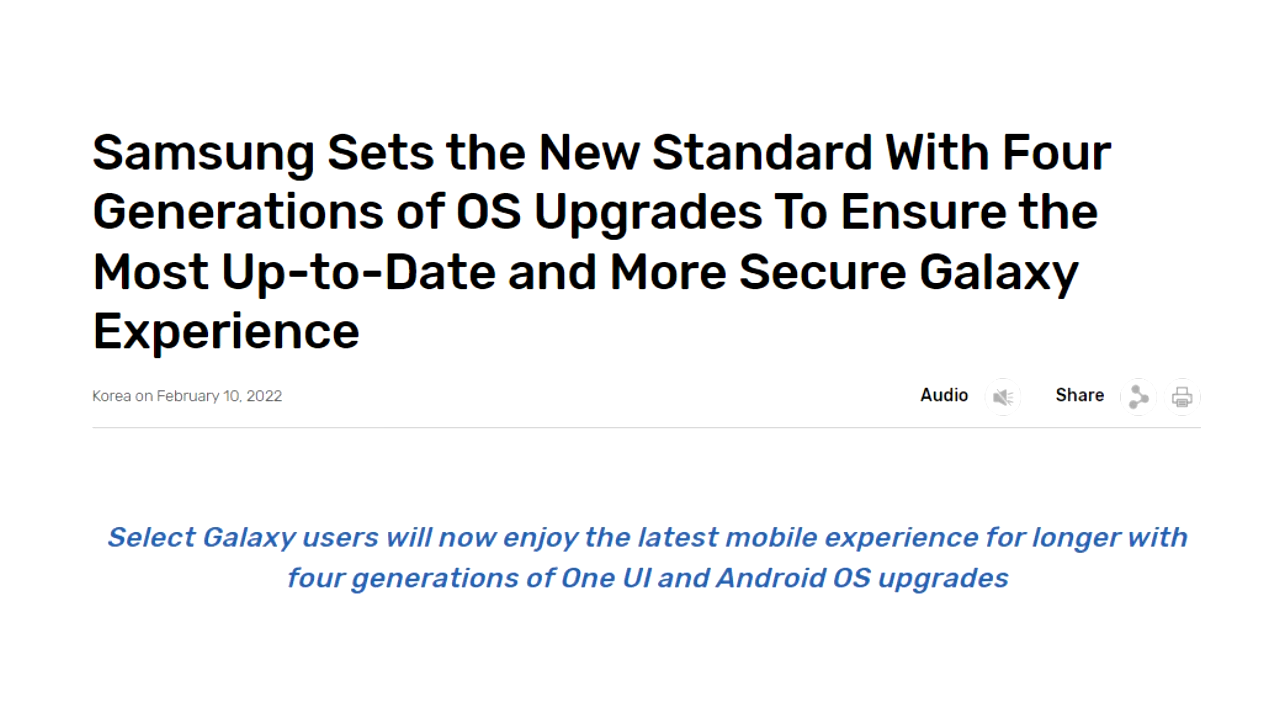 Samsung Sets the New Standard With Four
Generations of OS Upgrades To Ensure the
Most Up-to-Date and More Secure Galaxy
Experience
Korea on February 10, 2022
Audio
Share
Select Galaxy users will now enjoy the latest mobile experience for longer with
four generations of One UI and Android OS upgrades